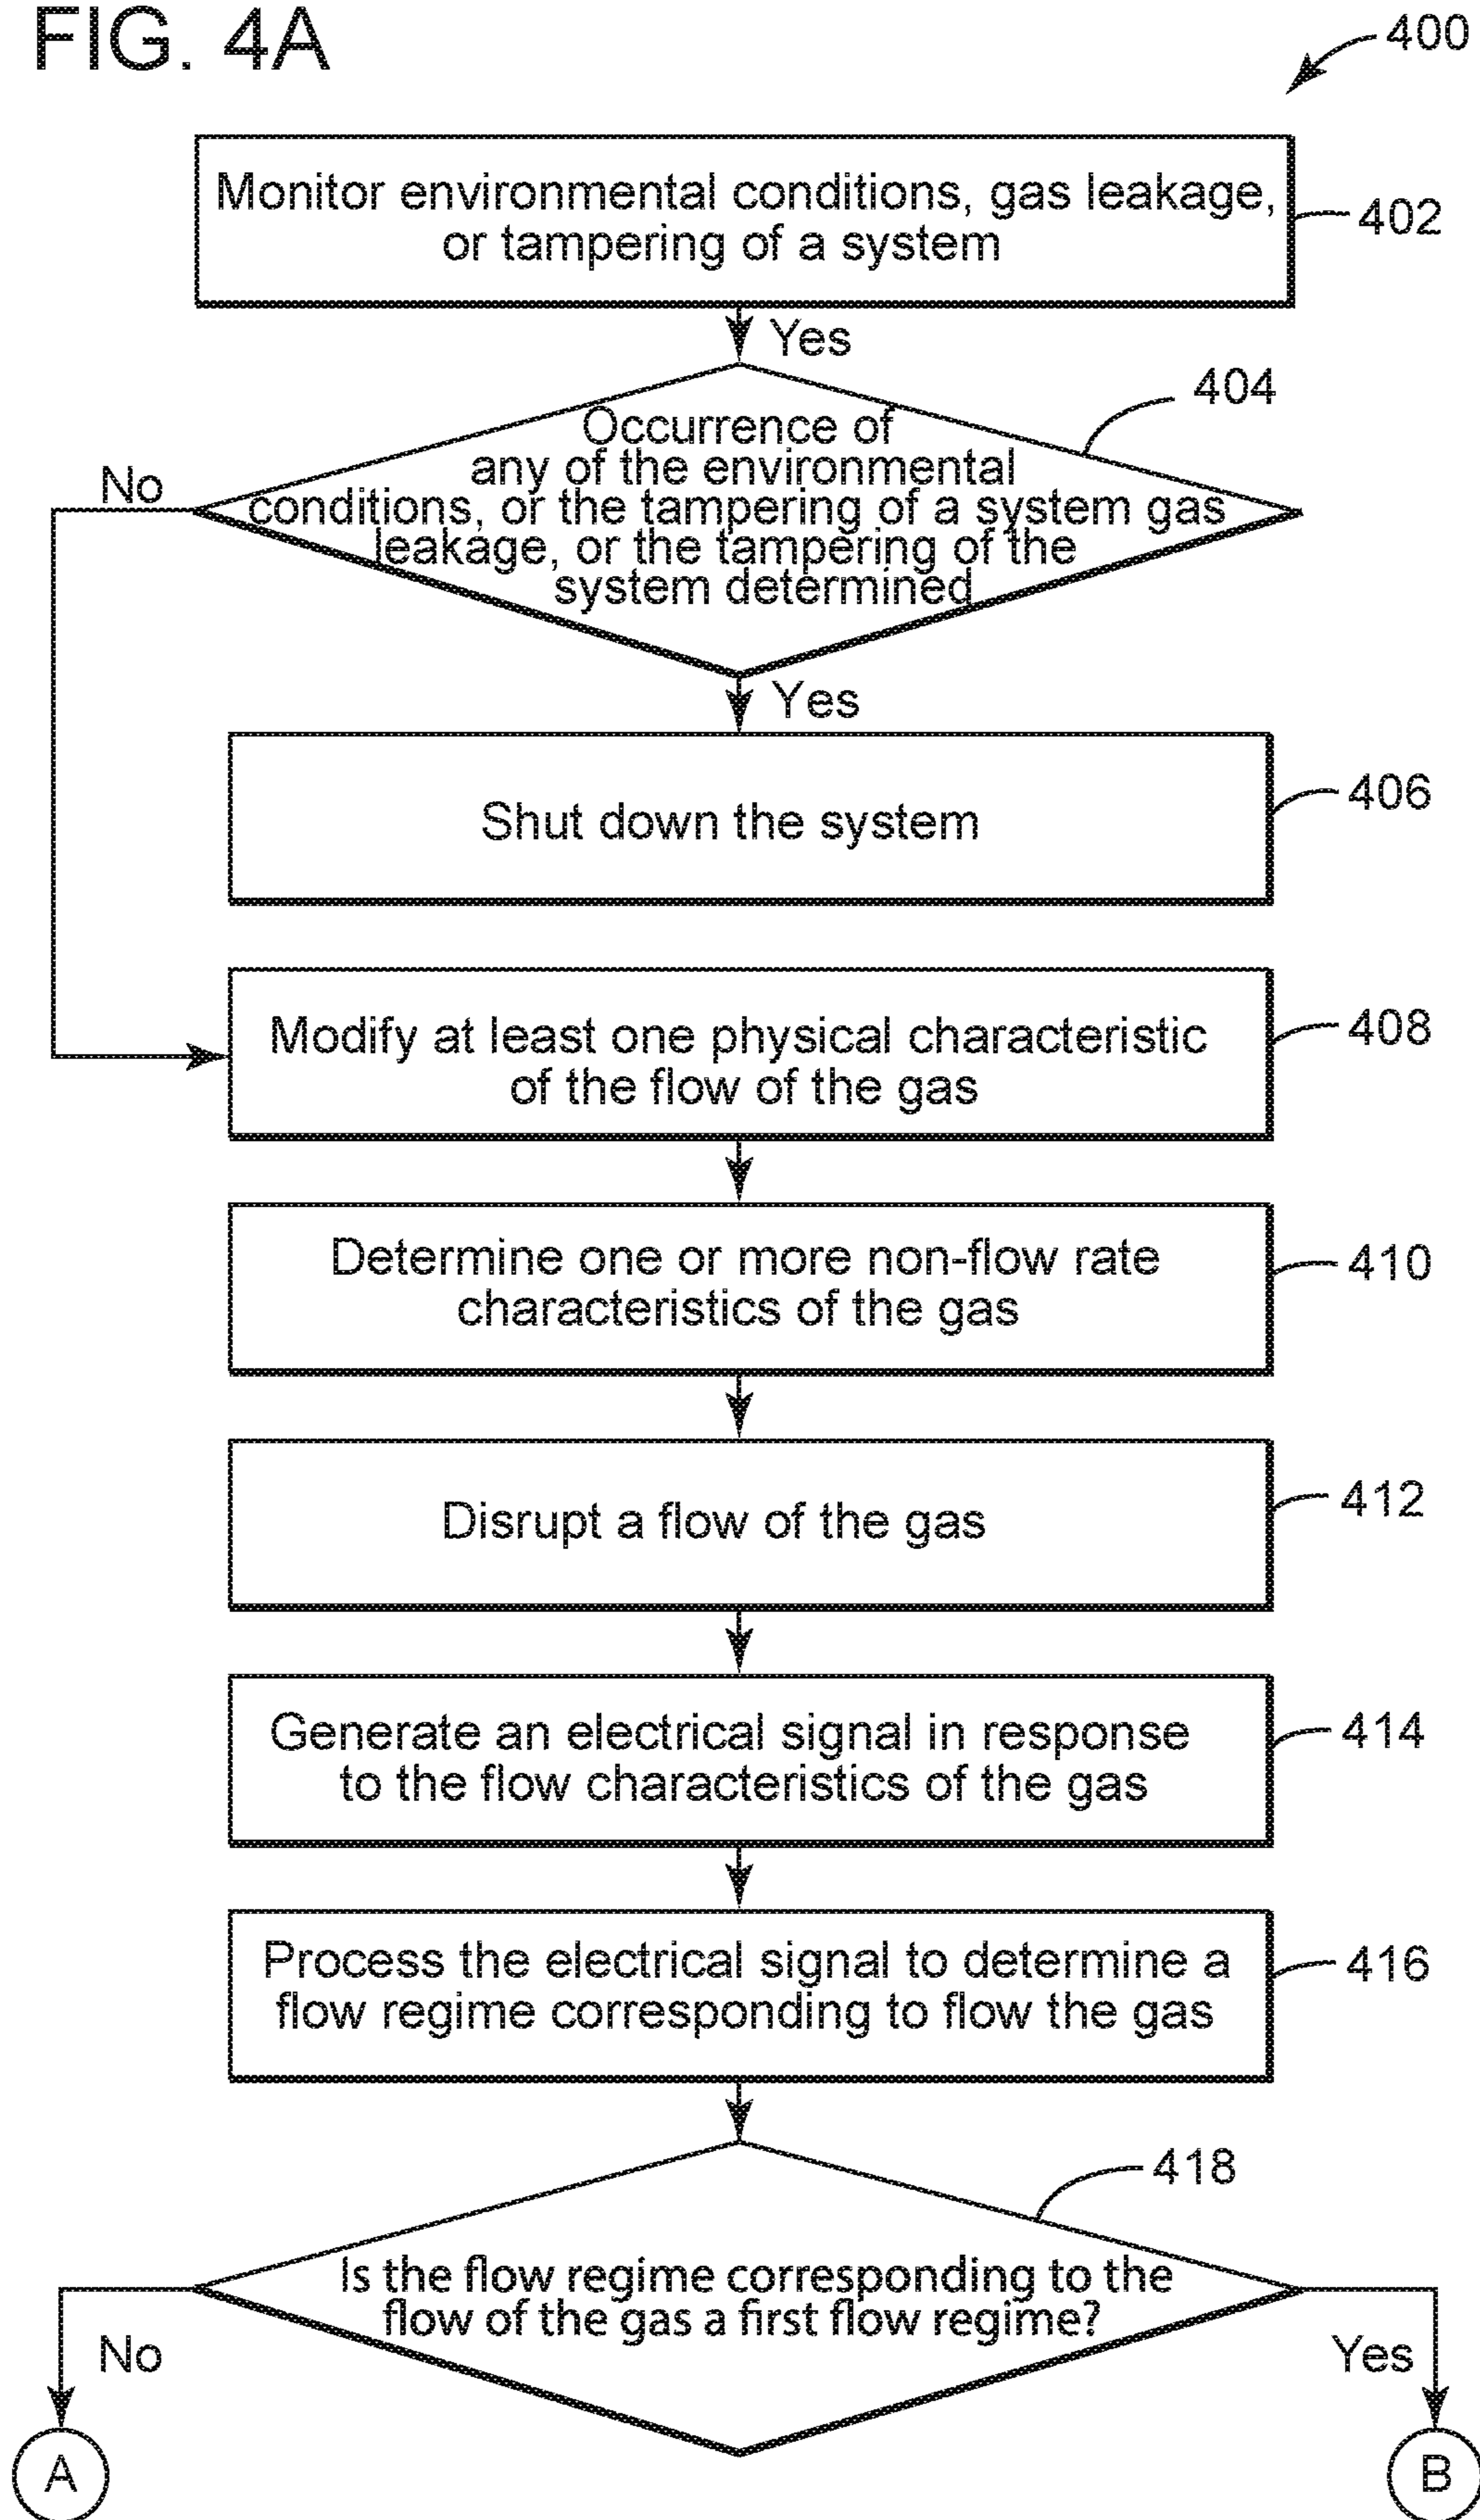 FIG. 4A
400
Monitor environmental conditions, gas leakage,
or tampering of a system
402
Yes
404
Occurrence of
any of the environmental
conditions, or the tampering of a system gas
leakage, or the tampering of the
system determined
No
Yes
Shut down the system
406
Modify at least one physical characteristic
of the flow of the gas
408
Determine one or more non-flow rate
characteristics of the gas
410
Disrupt a flow of the gas
412
Generate an electrical signal in response
to the flow characteristics of the gas
414
Process the electrical signal to determine a
flow regime corresponding to flow the gas
416
418
Is the flow regime corresponding to the
flow of the gas a first flow regime?
No
Yes
A
B